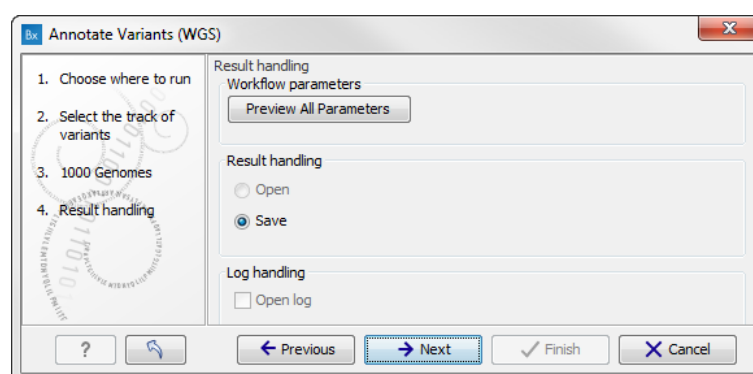 Bx Annotate Variants (WGS)
1. Choose where to run
2. Select the track of
variants
3. 1000 Genomes
4. Result handling
Result handling
Workflow parameters
Preview All Parameters
Result handling
Open
Save
Log handling
Open log
? Previous Next Finish Cancel